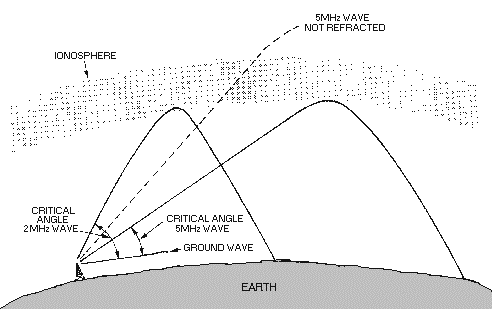 5MHz WAVE
NOT REFRACTED
IONOSPHERE
CRITICAL
ANGLE
2MHz WAVE
CRITICAL ANGLE
5MHz WAVE
GROUND WAVE
EARTH